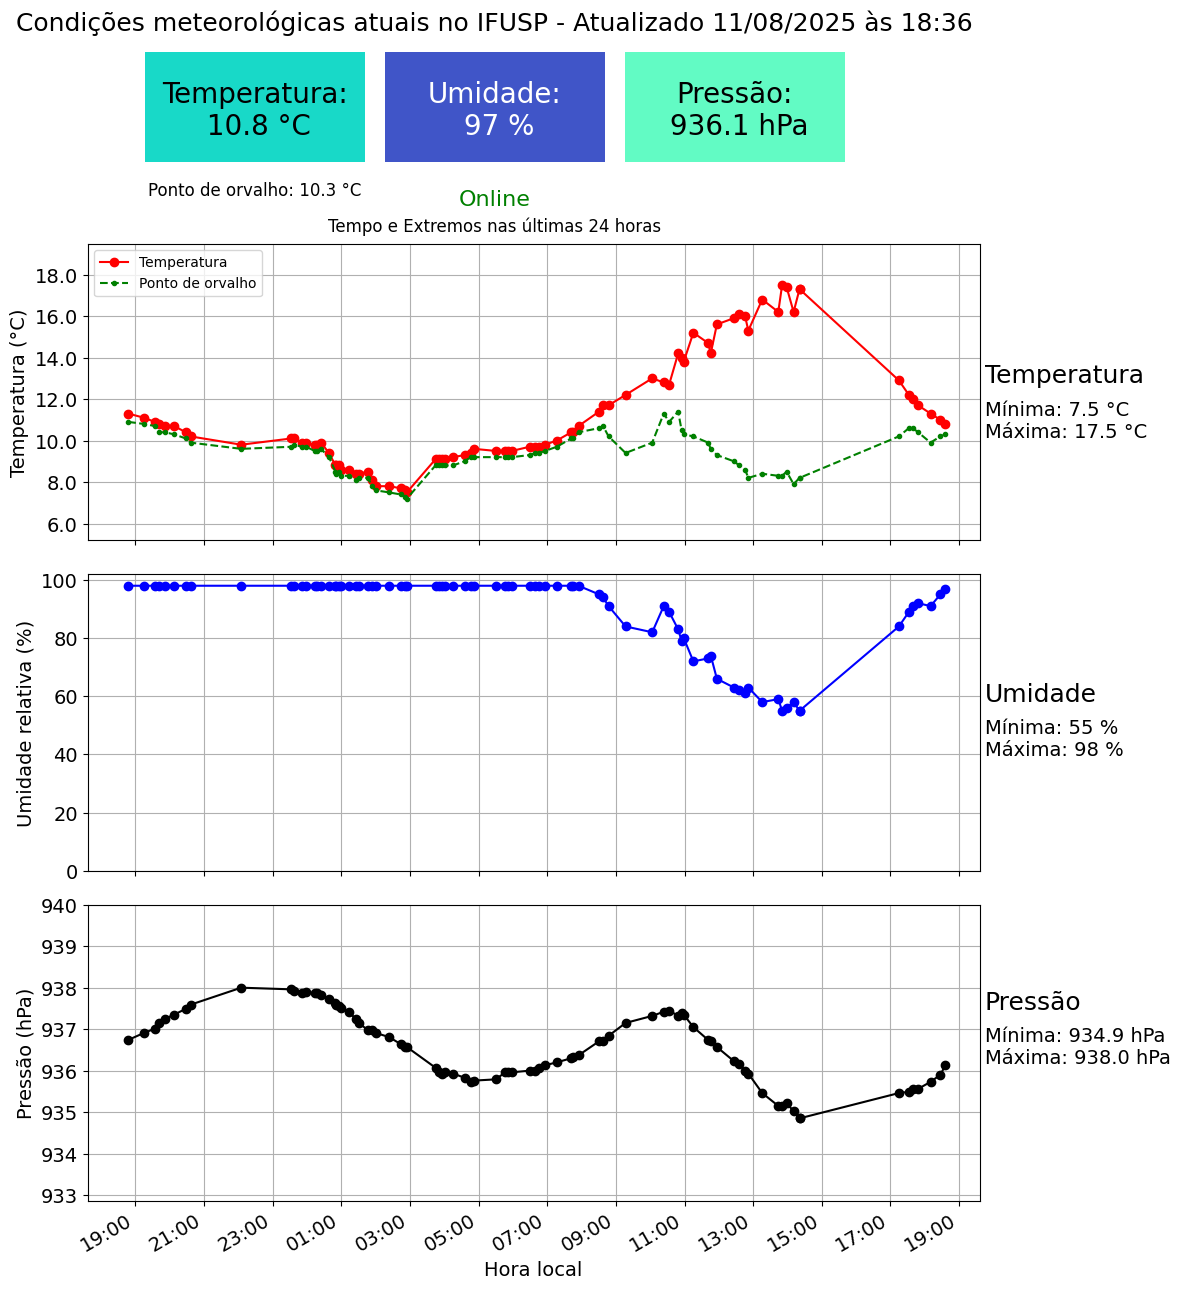 Condições meteorológicas atuais no IFUSP - Atualizado 11/08/2025 às 18:36
Temperatura:
10.8 °C
Umidade:
97 %
Pressão:
936.1 hPa
Ponto de orvalho: 10.3 °C
Online
Tempo e Extremos nas últimas 24 horas
Temperatura
Ponto de orvalho
Temperatura (°C)
18.0
16.0
14.0
12.0
10.0
8.0
6.0
Temperatura
Mínima: 7.5 °C
Máxima: 17.5 °C
Umidade relativa (%)
100
80
60
40
20
0
Umidade
Mínima: 55 %
Máxima: 98 %
Pressão (hPa)
940
939
938
937
936
935
934
933
Pressão
Mínima: 934.9 hPa
Máxima: 938.0 hPa
19:00 21:00 23:00 01:00 03:00 05:00 07:00 09:00 11:00 13:00 15:00 17:00 19:00
Hora local